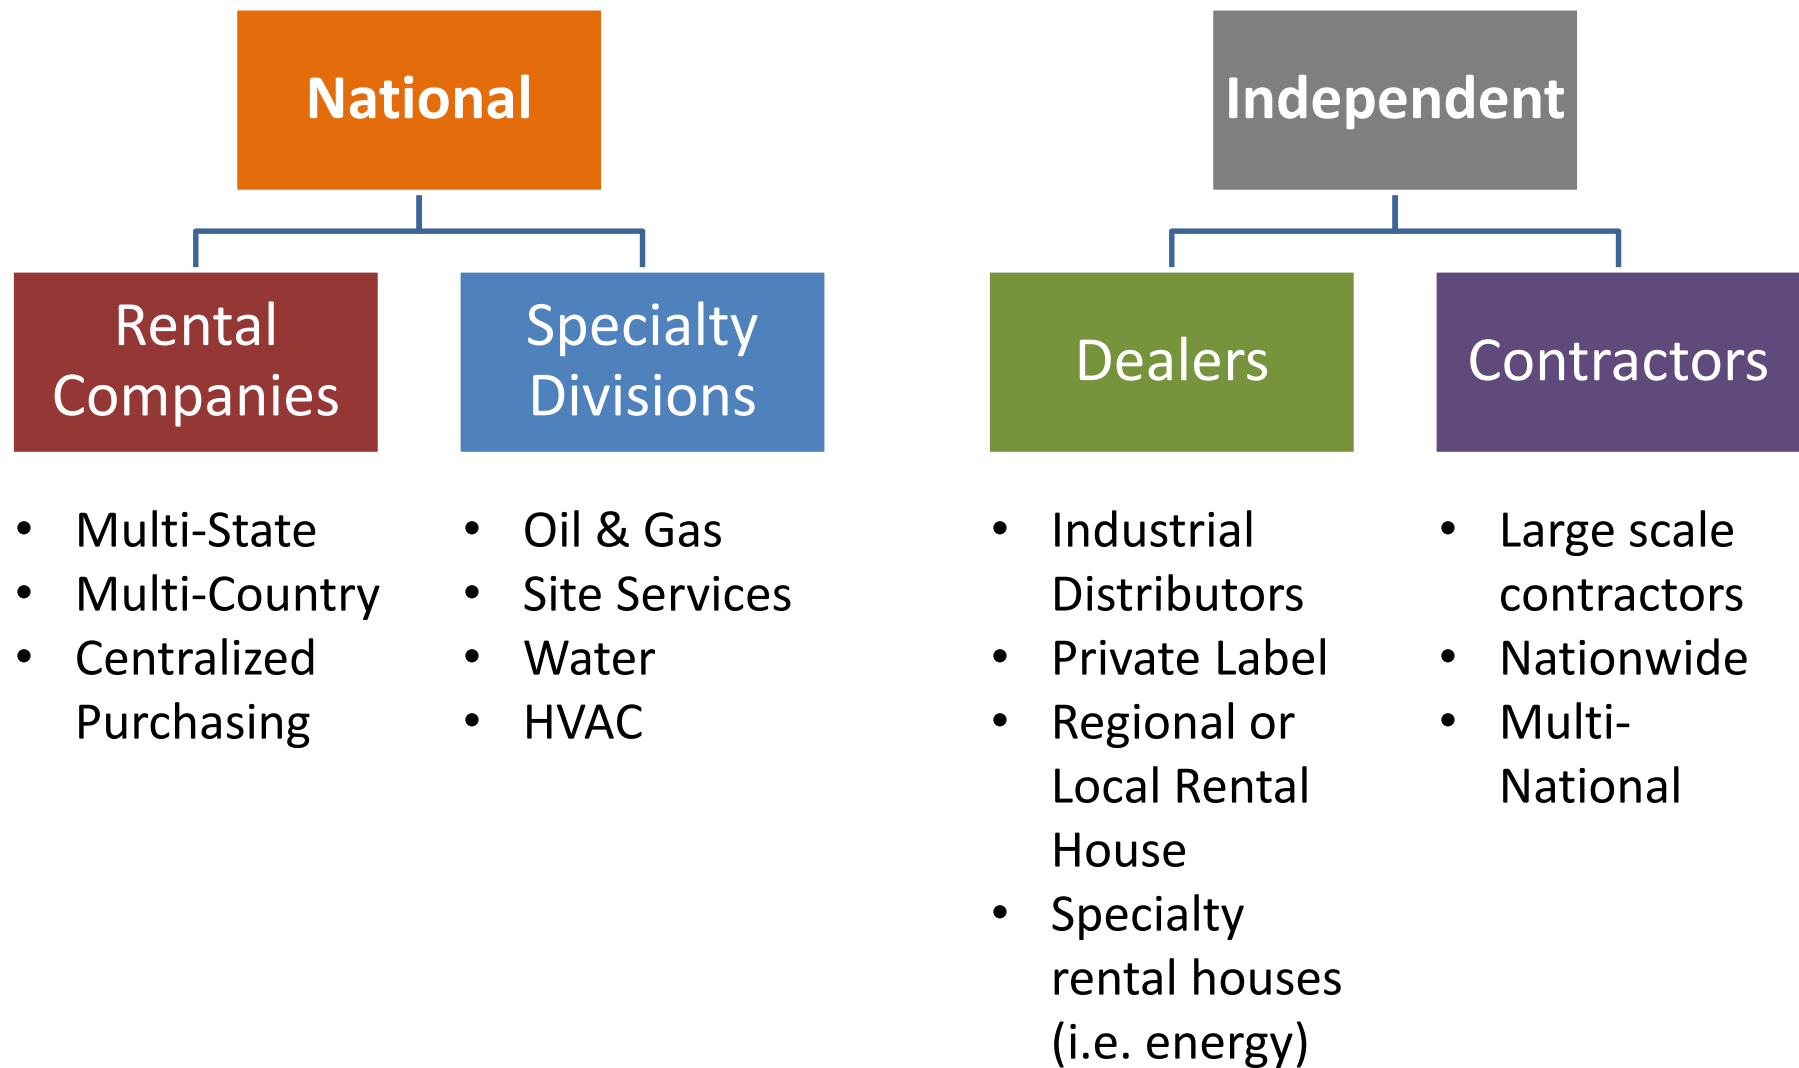 National
Independent
Rental
Companies
Specialty
Divisions
Dealers
Contractors
• Multi-State
• Multi-Country
• Centralized
Purchasing
• Oil & Gas
• Site Services
• Water
• HVAC
• Industrial
Distributors
• Private Label
• Regional or
Local Rental
House
• Specialty
rental houses
(i.e. energy)
• Large scale
contractors
• Nationwide
• Multi-
National